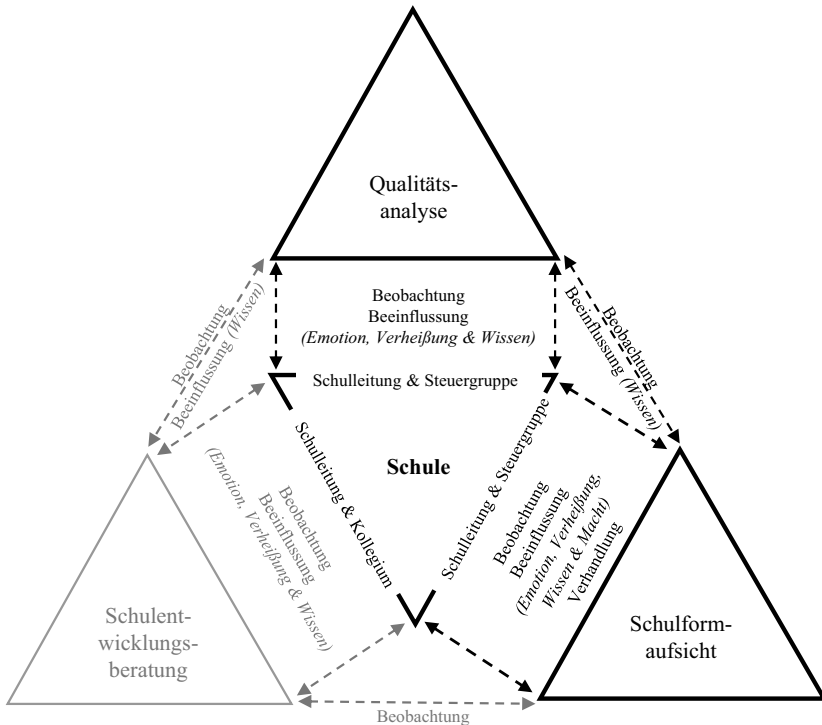 Qualitäts-
analyse
Beobachtung
Beeinflussung (Wissen)
Beobachtung
Beeinflussung
(Emotion, Verheißung & Wissen)
Beobachtung
Beeinflussung (Wissen)
Schulleitung & Steuergruppe
Schule
Schulleitung & Kollegium
Schulleitung & Steuergruppe
Beobachtung
Beeinflussung
(Emotion, Verheißung & Wissen)
Beobachtung
Beeinflussung
(Emotion, Verheißung,
Wissen & Macht)
Verhandlung
Schulent-
wicklungs-
beratung
Schulform-
aufsicht
Beobachtung